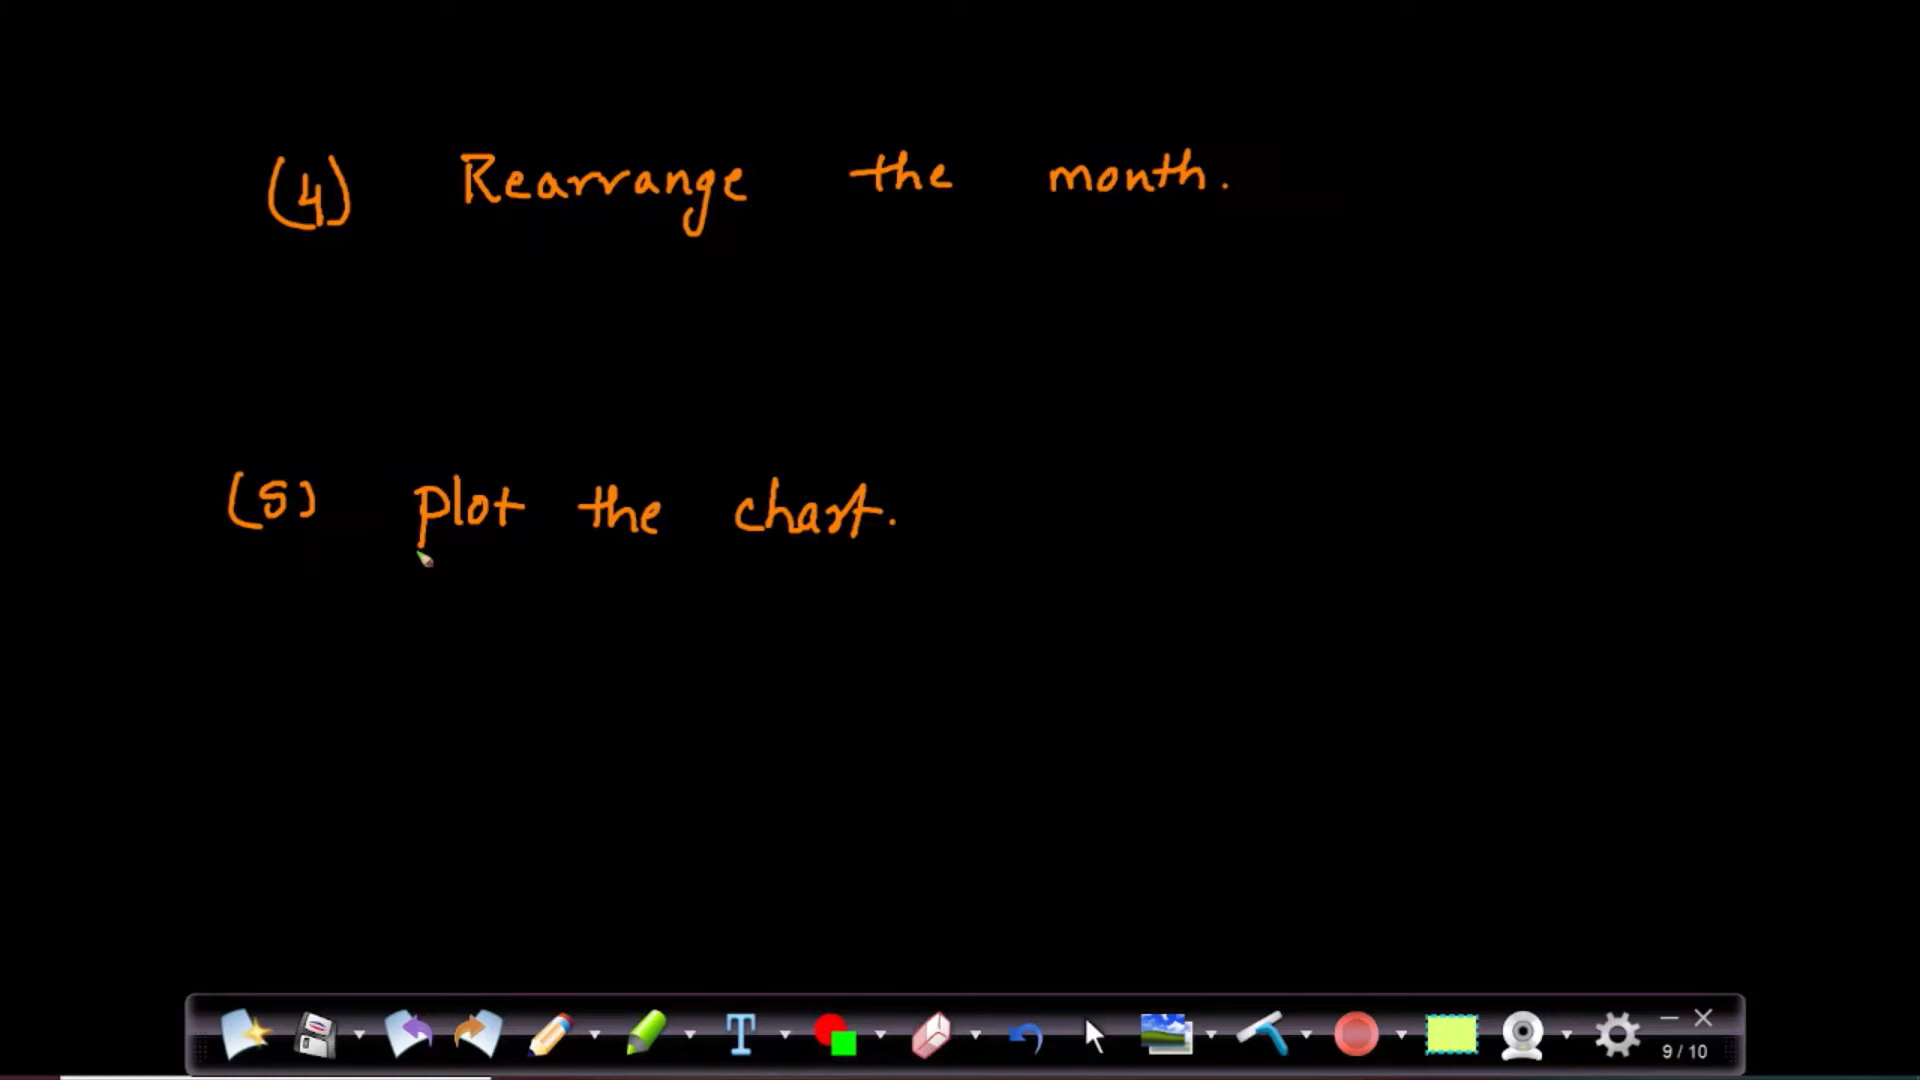 (4) Rearrange the month.
(5) plot the chart.
T
9/10